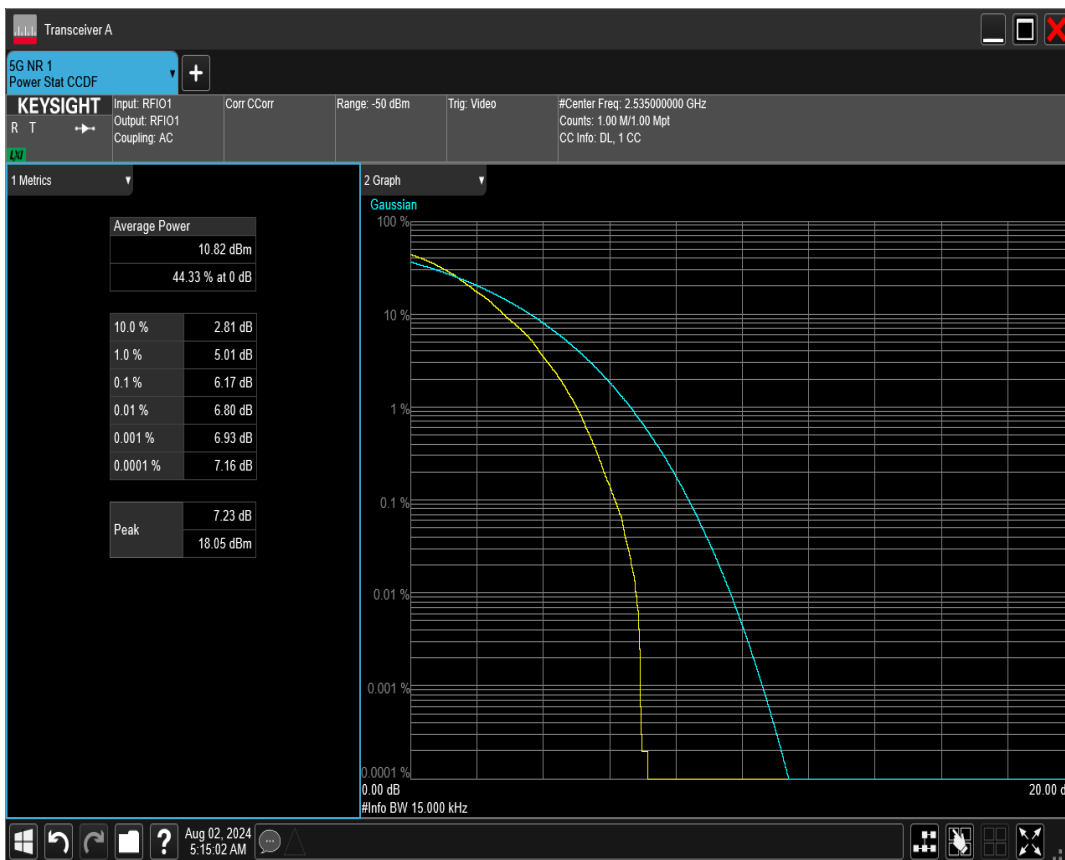 Transceiver A
5G NR 1
Power Stat CCDF
KEYSIGHT
R T
LXI
Input: RFIO1
Output: RFIO1
Coupling: AC
Corr CCorr
Range: -50 dBm
Trig: Video
#Center Freq: 2.535000000 GHz
Counts: 1.00 M/1.00 Mpt
CC Info: DL, 1 CC
1 Metrics
Average Power
10.82 dBm
44.33 % at 0 dB
10.0 % 2.81 dB
1.0 % 5.01 dB
0.1 % 6.17 dB
0.01 % 6.80 dB
0.001 % 6.93 dB
0.0001 % 7.16 dB
Peak
7.23 dB
18.05 dBm
2 Graph
Gaussian
100 %
10 %
1 %
0.1 %
0.01 %
0.001 %
0.0001 %
0.00 dB
20.00 d
#Info BW 15.000 kHz
?
Aug 02, 2024
5:15:02 AM